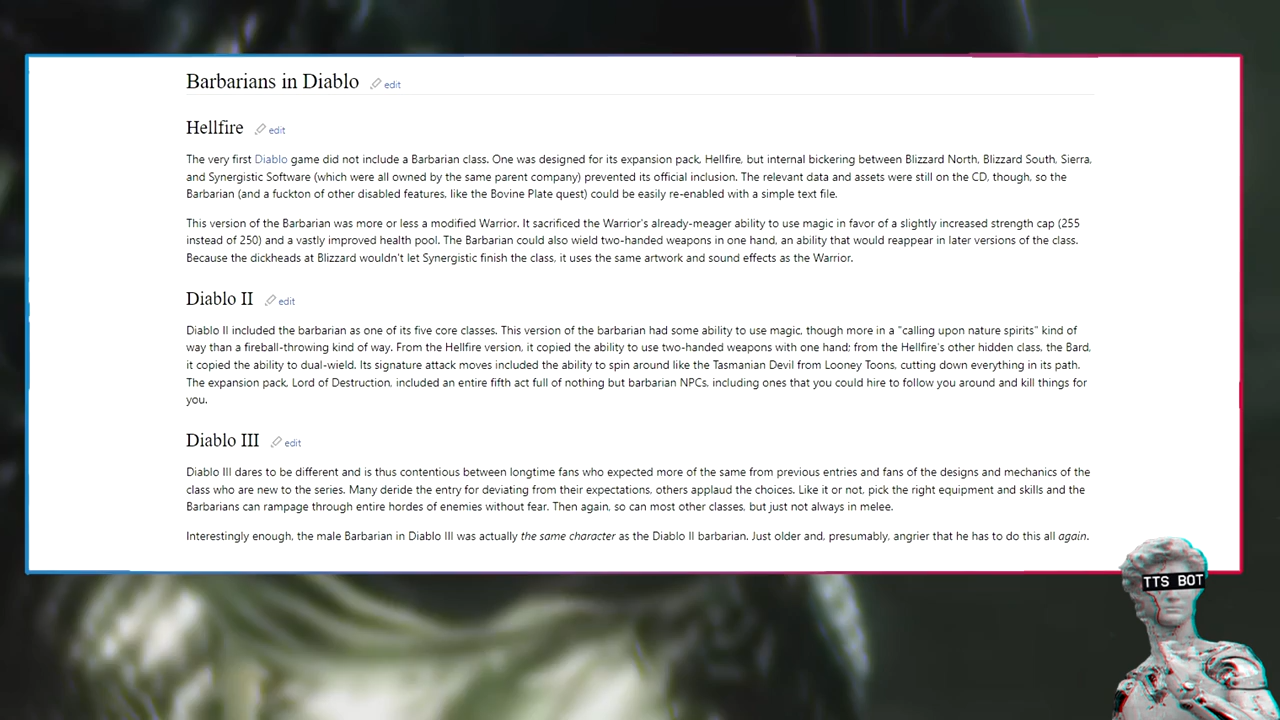 Barbarians in Diablo edit
Hellfire edit
The very first Diablo game did not include a Barbarian class. One was designed for its expansion pack, Hellfire, but internal bickering between Blizzard North, Blizzard South, Sierra,
and Synergistic Software (which were all owned by the same parent company) prevented its official inclusion. The relevant data and assets were still on the CD, though, so the
Barbarian (and a fuckton of other disabled features, like the Bovine Plate quest) could be easily re-enabled with a simple text file.
This version of the Barbarian was more or less a modified Warrior. It sacrificed the Warrior's already-meager ability to use magic in favor of a slightly increased strength cap (255
instead of 250) and a vastly improved health pool. The Barbarian could also wield two-handed weapons in one hand, an ability that would reappear in later versions of the class.
Because the dickheads at Blizzard wouldn't let Synergistic finish the class, it uses the same artwork and sound effects as the Warrior.
Diablo II edit
Diablo II included the barbarian as one of its five core classes. This version of the barbarian had some ability to use magic, though more in a "calling upon nature spirits" kind of
way than a fireball-throwing kind of way. From the Hellfire version, it copied the ability to use two-handed weapons with one hand; from the Hellfire's other hidden class, the Bard,
it copied the ability to dual-wield. Its signature attack moves included the ability to spin around like the Tasmanian Devil from Looney Toons, cutting down everything in its path.
The expansion pack, Lord of Destruction, included an entire fifth act full of nothing but barbarian NPCs, including ones that you could hire to follow you around and kill things for
you.
Diablo III edit
Diablo III dares to be different and is thus contentious between longtime fans who expected more of the same from previous entries and fans of the designs and mechanics of the
class who are new to the series. Many deride the entry for deviating from their expectations, others applaud the choices. Like it or not, pick the right equipment and skills and the
Barbarians can rampage through entire hordes of enemies without fear. Then again, so can most other classes, but just not always in melee.
Interestingly enough, the male Barbarian in Diablo III was actually the same character as the Diablo II barbarian. Just older and, presumably, angrier that he has to do this all again.
TTS BOT